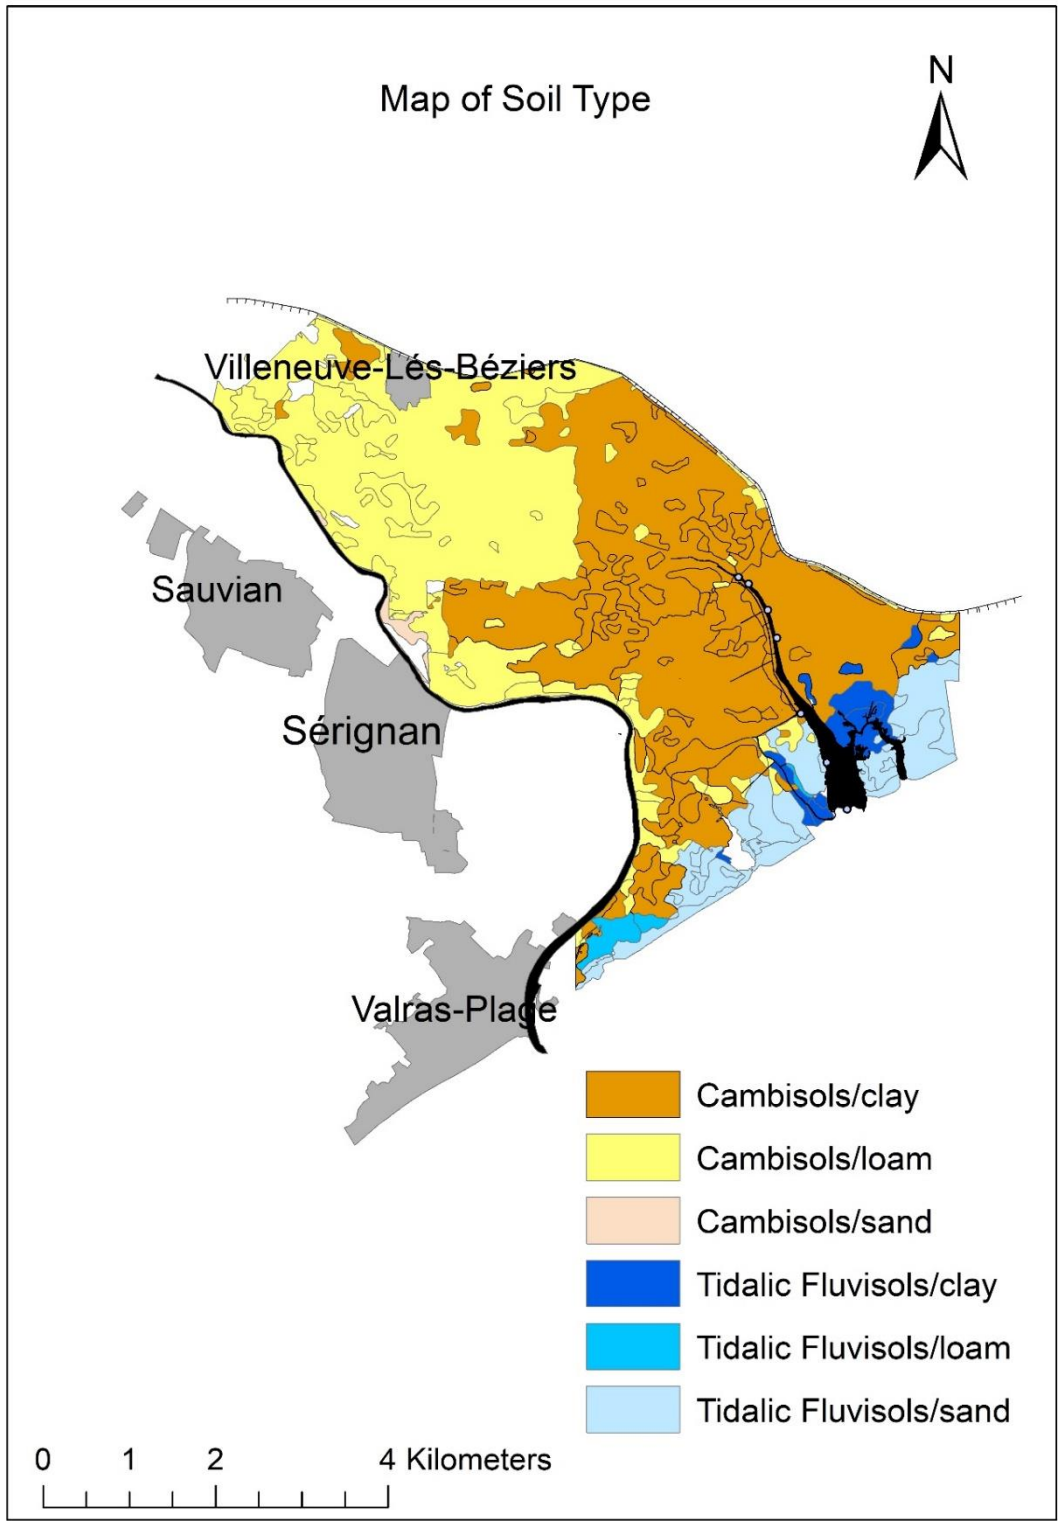 Map of Soil Type
N
Villeneuve-Lés-Béziers
Sauvian
Sérignan
Valras-Plage
Cambisols/clay
Cambisols/loam
Cambisols/sand
Tidalic Fluvisols/clay
Tidalic Fluvisols/loam
Tidalic Fluvisols/sand
0 1 2 4 Kilometers